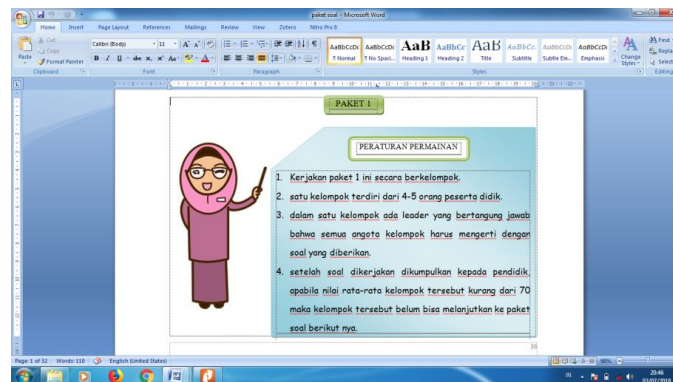 paket soal - Microsoft Word
Home Insert Page Layout References Mailings Review View Zotero Nitro Pro 8
Cut
Copy
Paste
Format Painter
Calibri (Body) 11
AaBbCcDc AaBbCcDc AaB AaBbCc AaB AaBbCc. AaBbCcDc AaBbCcDc
¶ Normal ¶ No Spaci... Heading 1 Heading 2 Title Subtitle Subtle Em... Emphasis
Change Styles
Find
Repla
Select
Clipboard Font Paragraph Styles Editing
PAKET 1
PERATURAN PERMAINAN
1. Kerjakan paket 1 ini secara berkelompok.
2. satu kelompok terdiri dari 4-5 orang peserta didik.
3. dalam satu kelompok ada leader yang bertangung jawab
bahwa semua angota kelompok harus mengerti dengan
soal yang diberikan.
4. setelah soal dikerjakan dikumpulkan kepada pendidik,
apabila nilai rata-rata kelompok tersebut kurang dari 70
maka kelompok tersebut belum bisa melanjutkan ke paket
soal berikut nya.
35
Page: 1 of 32 Words: 110 English (United States) 90%
IN 20:46
03/07/2018